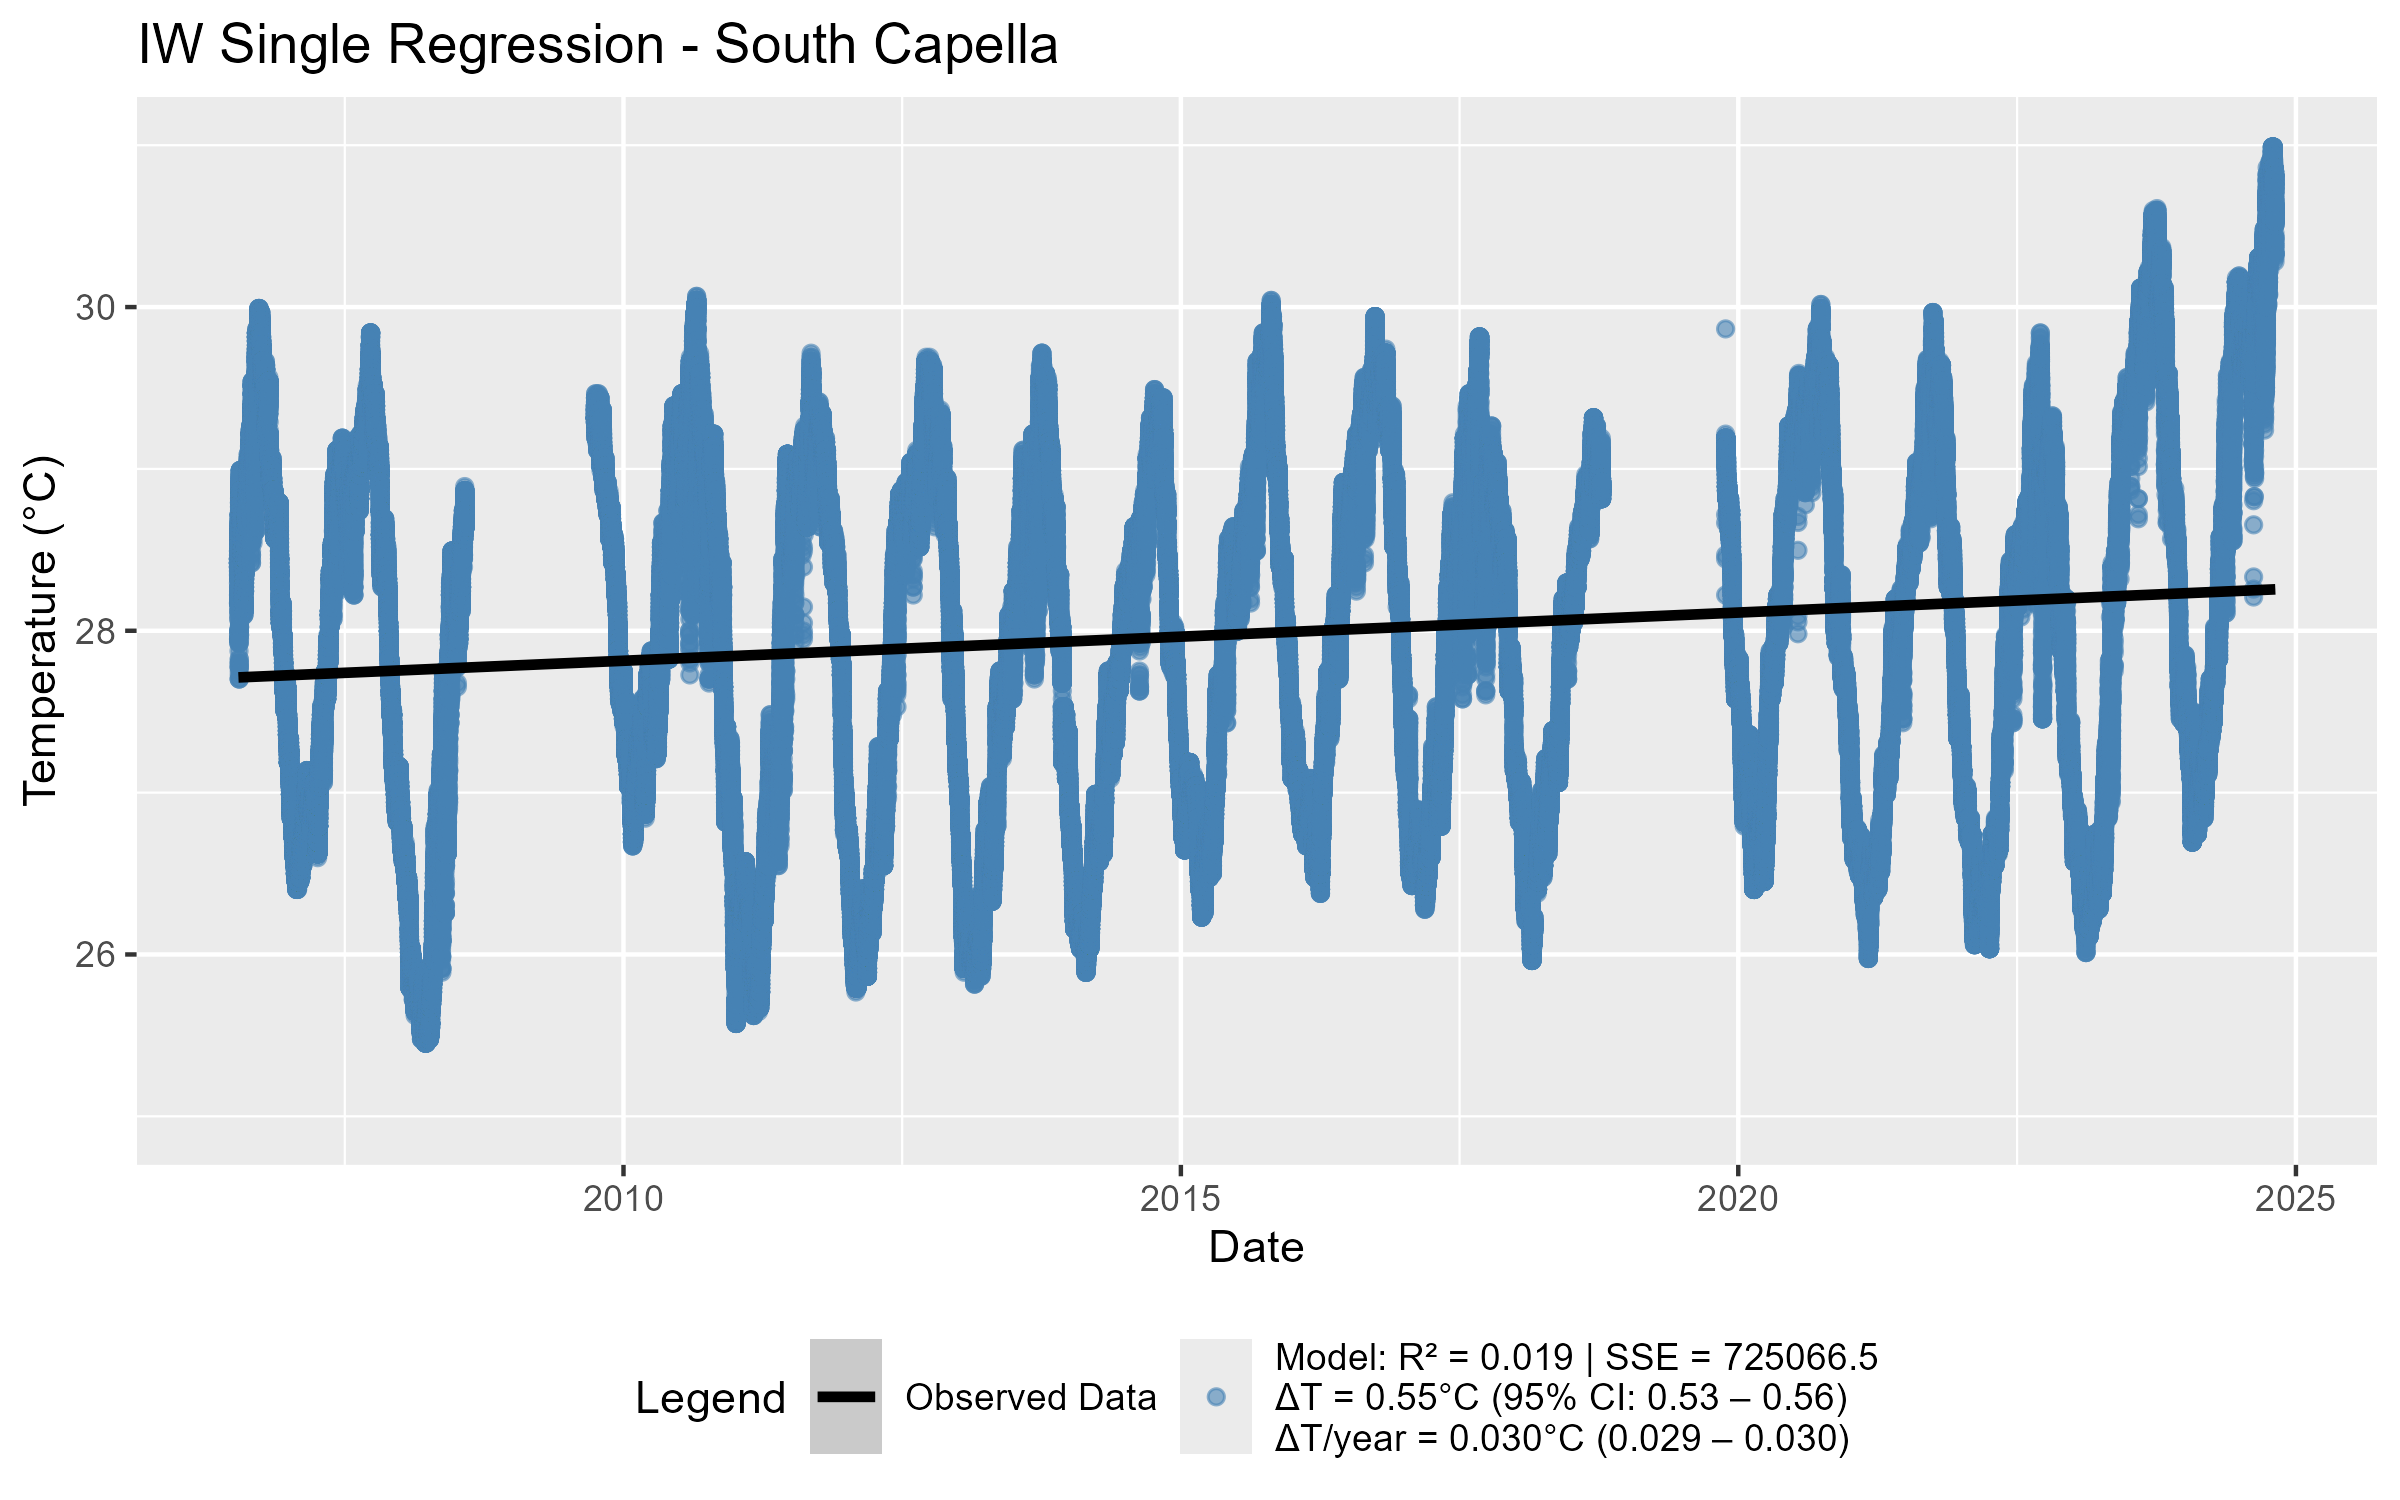 IW Single Regression - South Capella
Temperature (°C)
30
28
26
2010
2015
2020
2025
Date
Legend
Observed Data
Model: R² = 0.019 | SSE = 725066.5
ΔT = 0.55°C (95% CI: 0.53 – 0.56)
ΔT/year = 0.030°C (0.029 – 0.030)